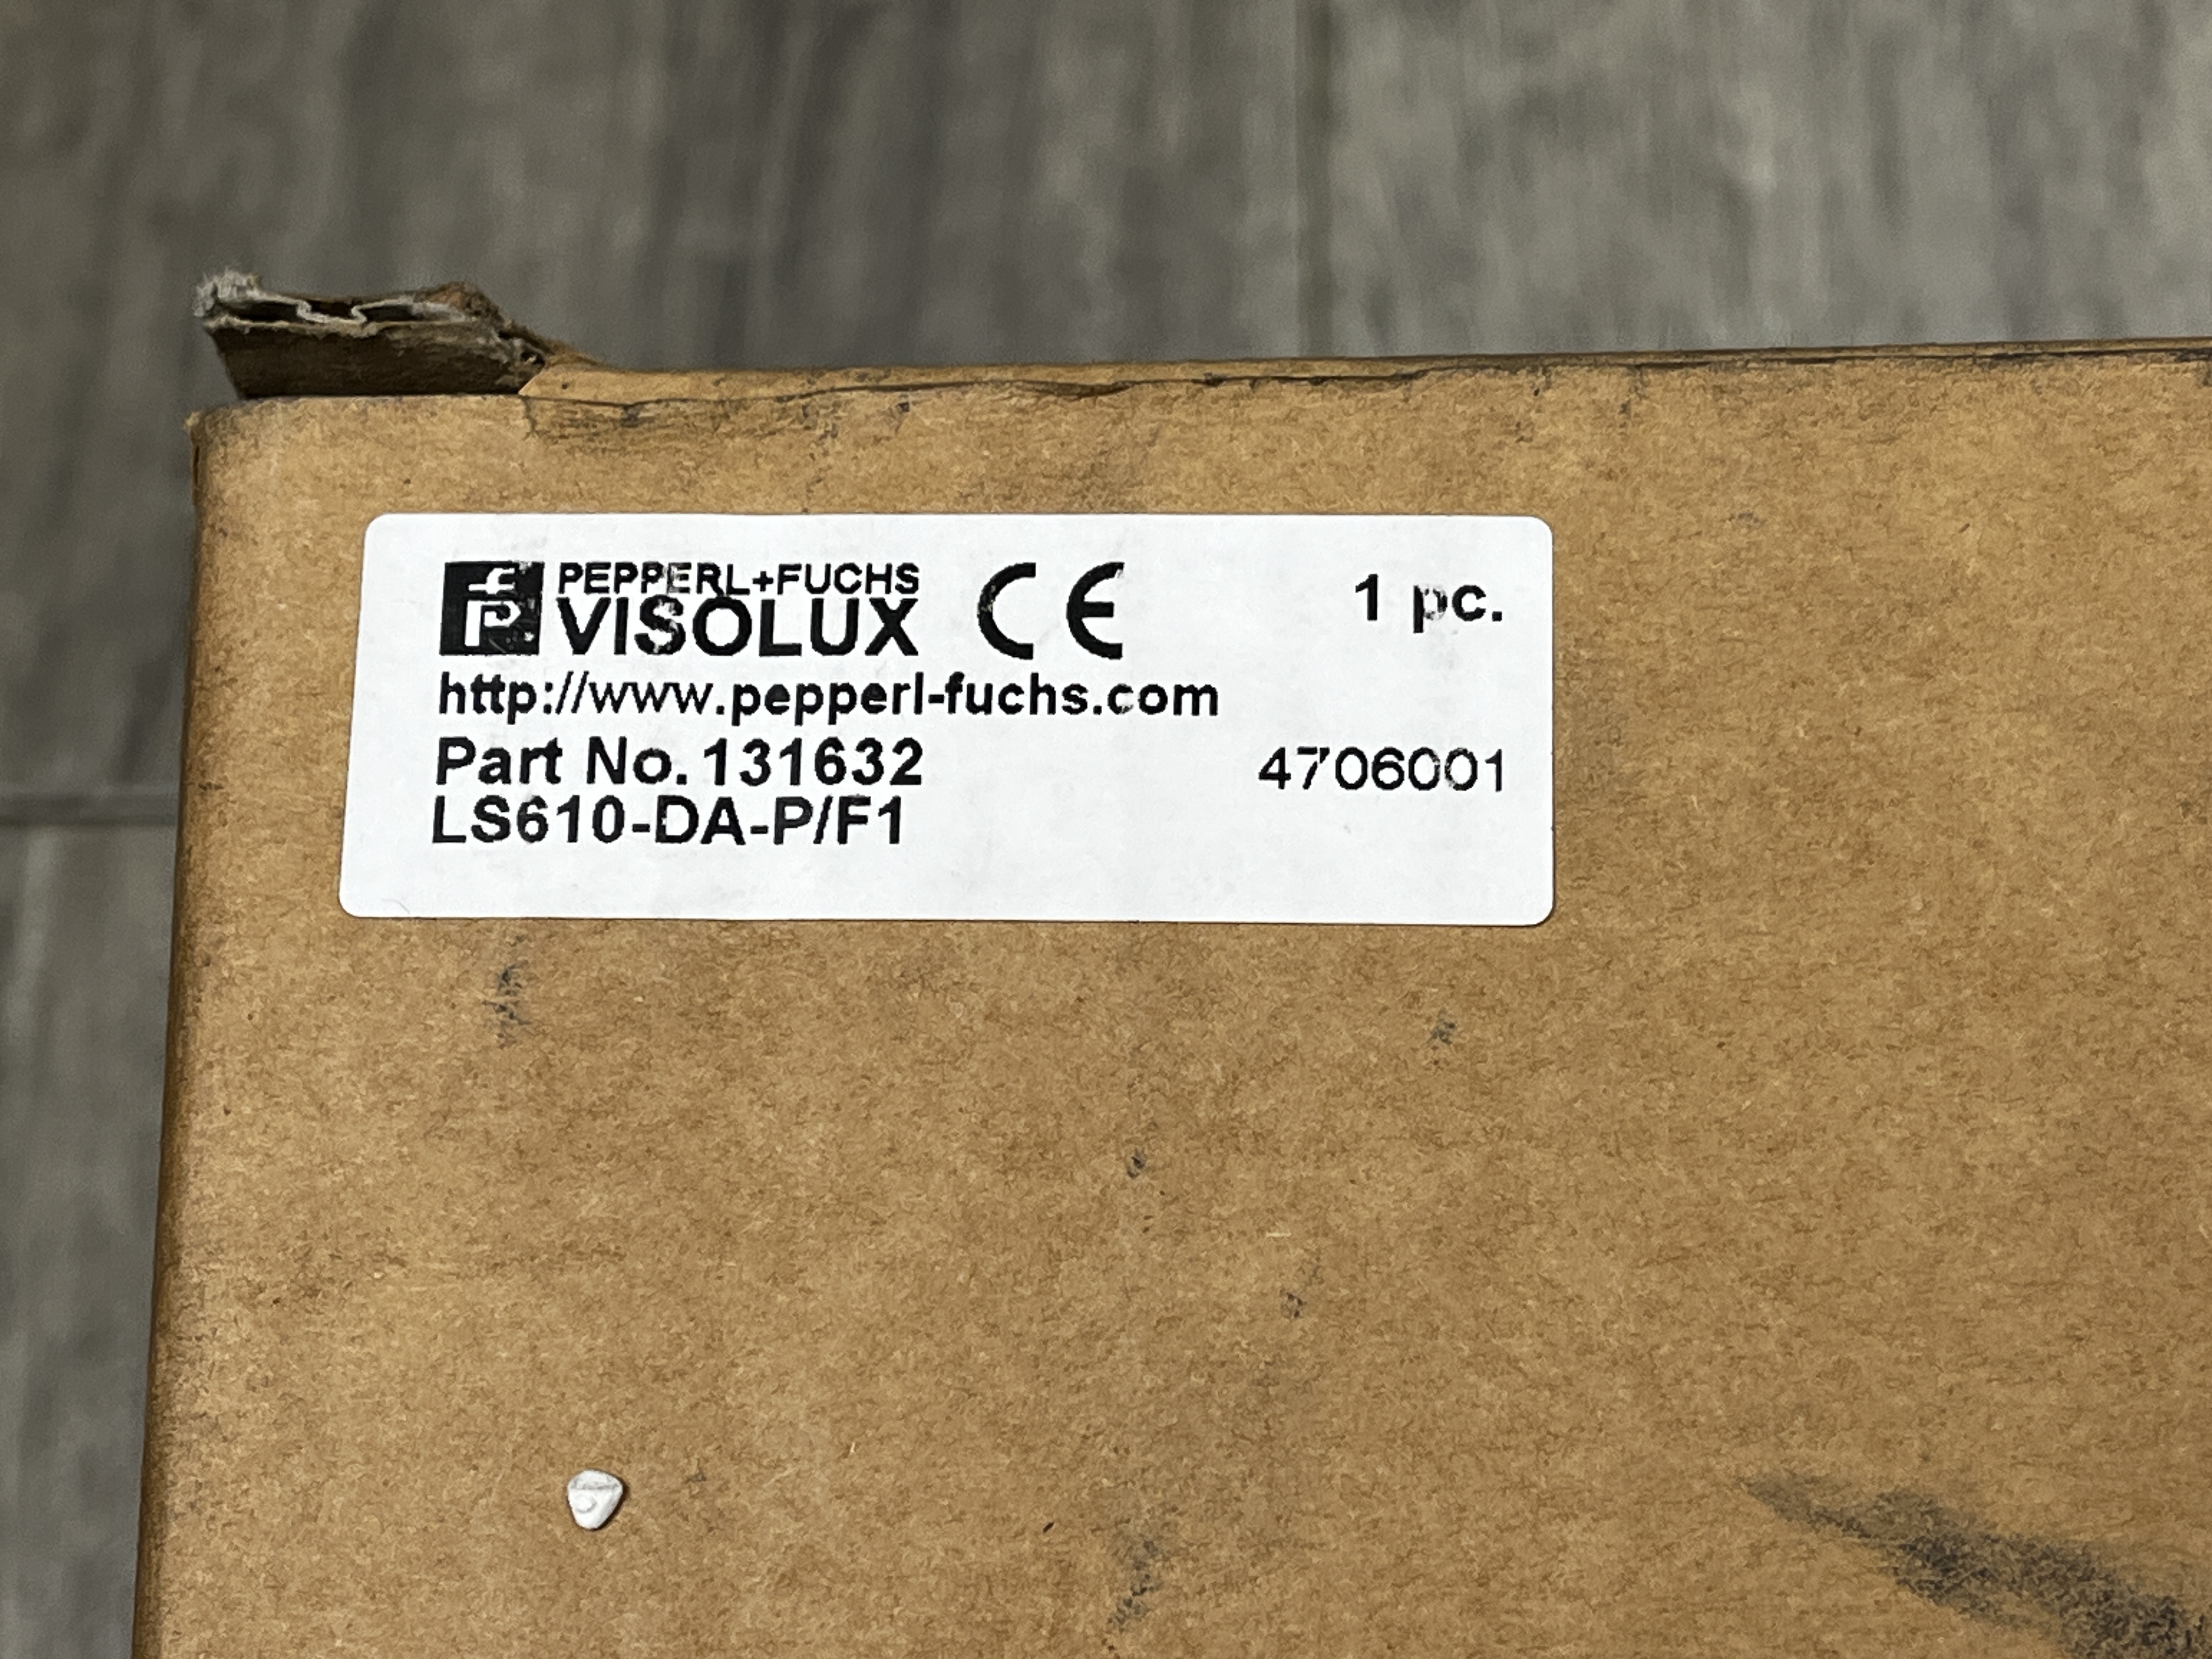 PEPPERL+FUCHS
VISOLUX CE 1 pc.
http://www.pepperl-fuchs.com
Part No. 131632 4706001
LS610-DA-P/F1